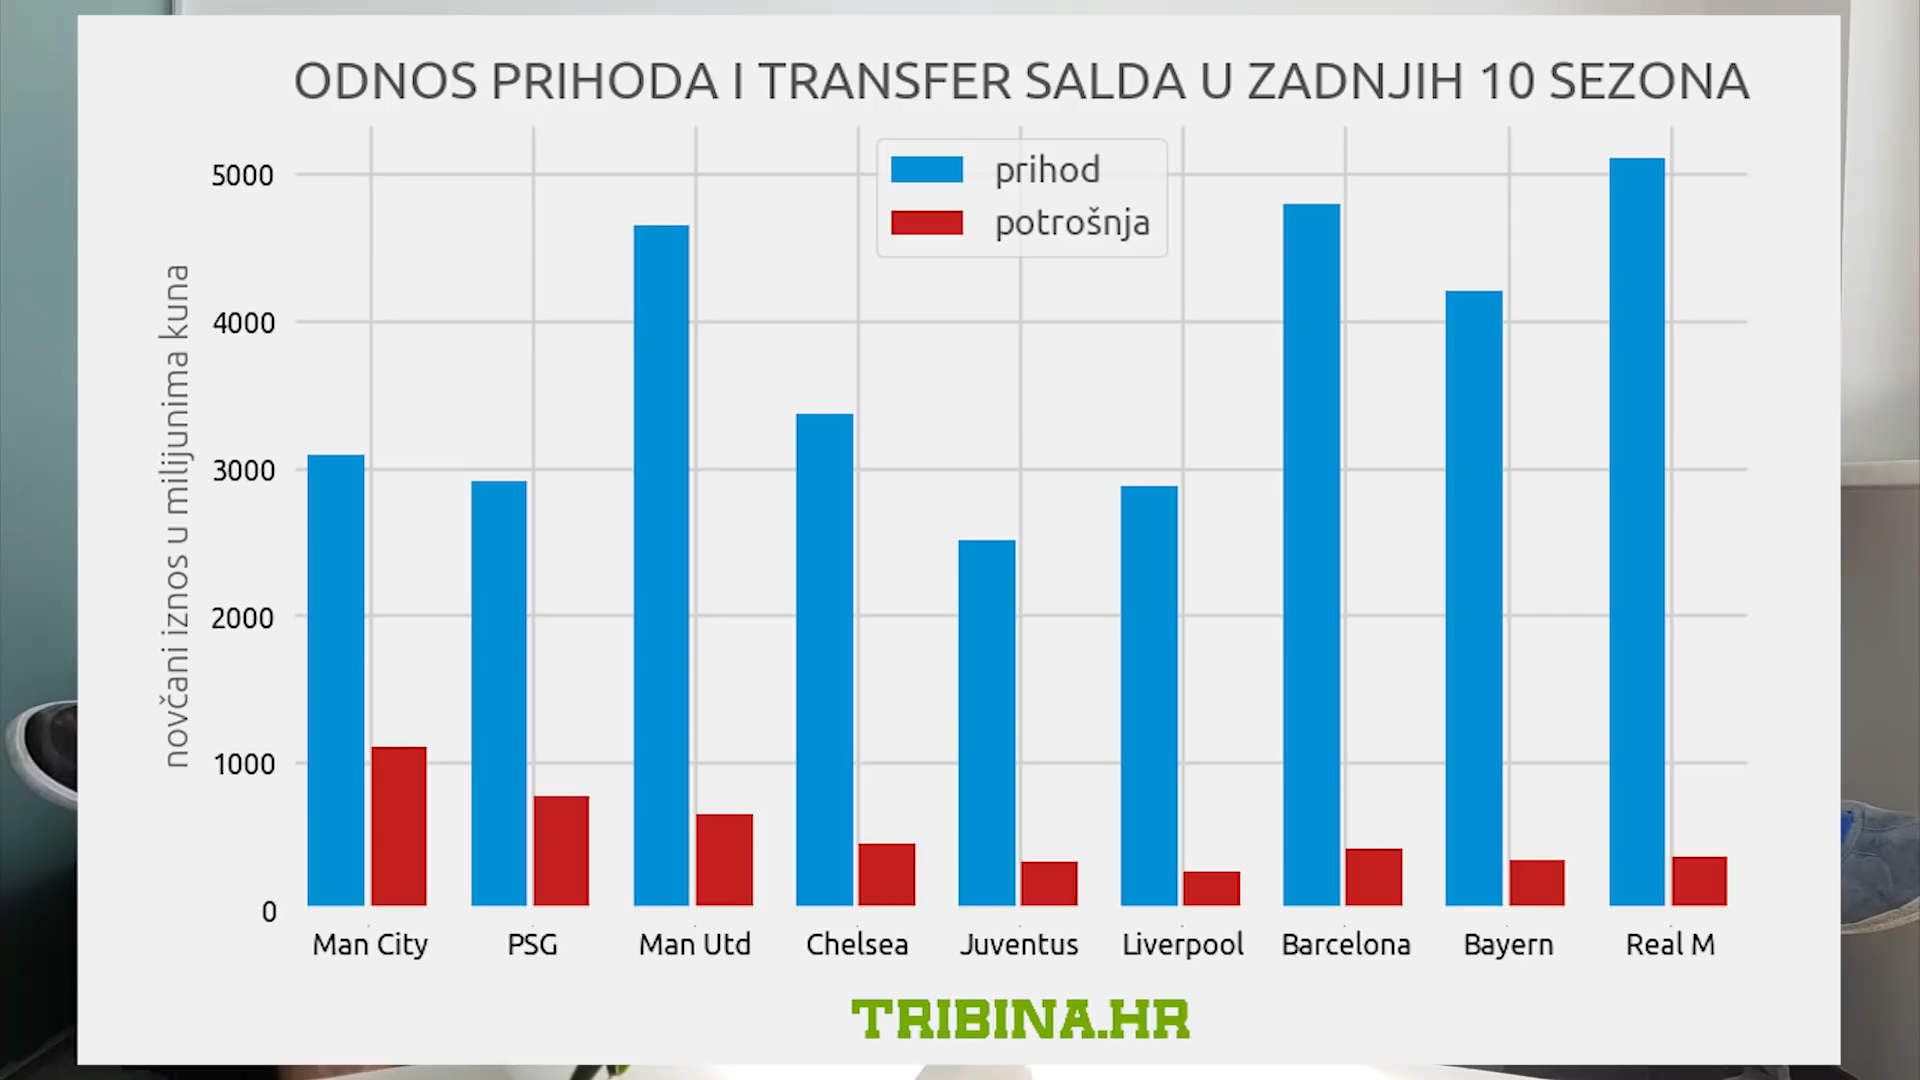 ODNOS PRIHODA I TRANSFER SALDA U ZADNJIH 10 SEZONA
prihod
potrošnja
novčani iznos u milijunima kuna
5000
4000
3000
2000
1000
0
Man City
PSG
Man Utd
Chelsea
Juventus
Liverpool
Barcelona
Bayern
Real M
TRIBINA.HR